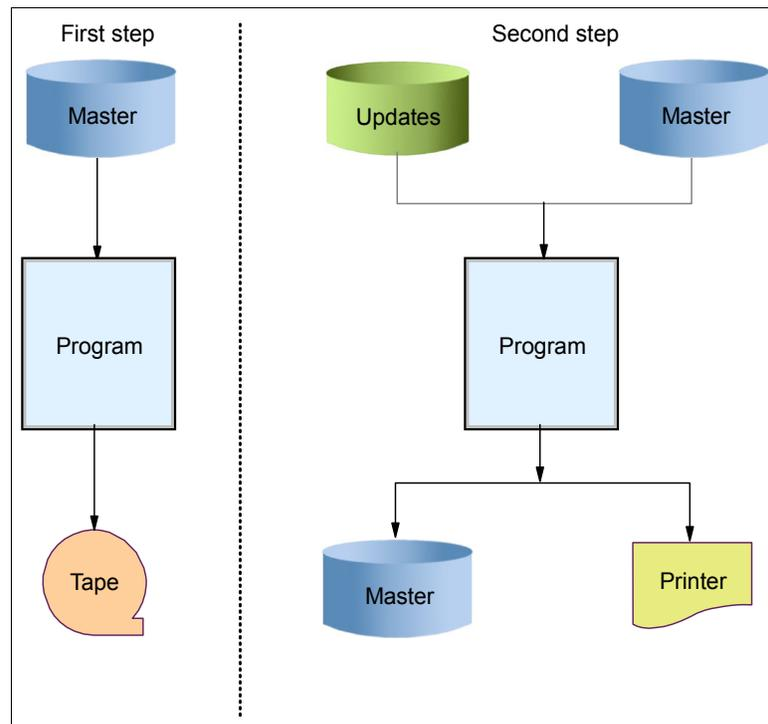 First step
Master
Program
Tape
Second step
Updates
Master
Program
Master
Printer